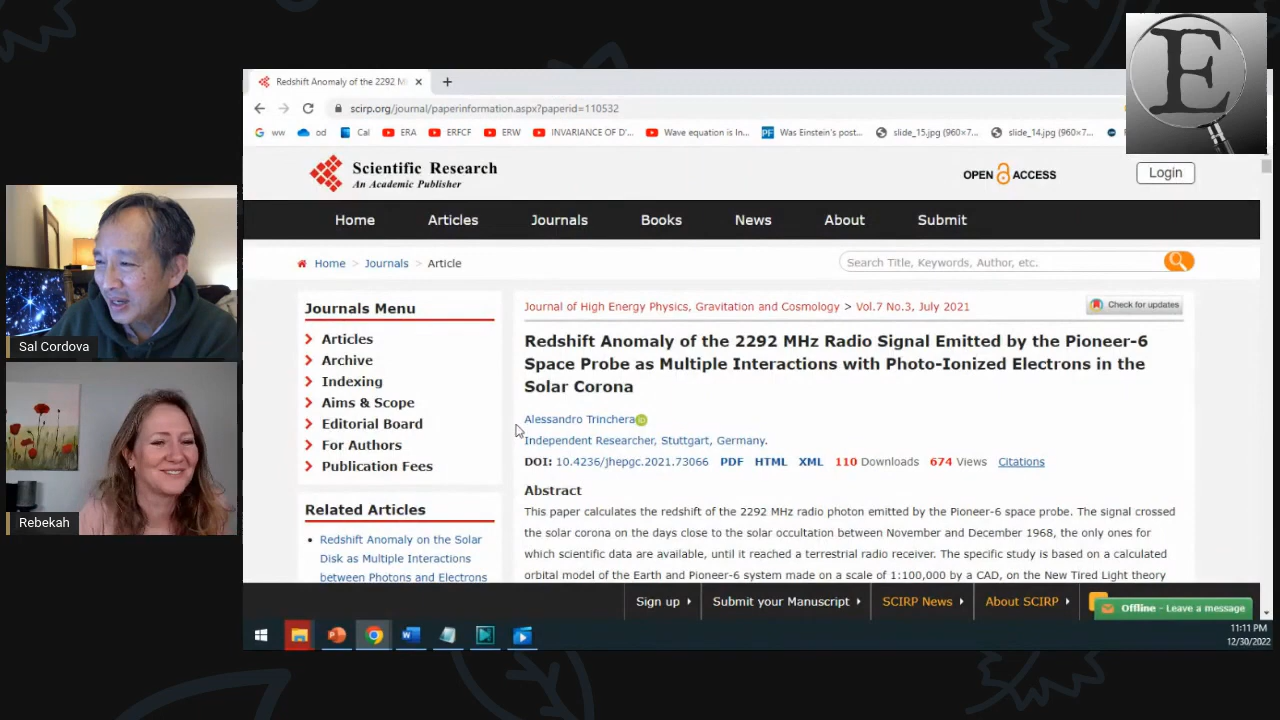 Redshift Anomaly of the 2292 M
scirp.org/journal/paperinformation.aspx?paperid=110532
ww od Cal ERA ERFCF ERW INVARIANCE OF D'... Wave equation is In... Was Einstein's post... slide_15.jpg (960×7... slide_14.jpg (960×7...
E
Scientific Research
An Academic Publisher
OPEN ACCESS
Login
Home Articles Journals Books News About Submit
Home > Journals > Article
Search Title, Keywords, Author, etc.
Journals Menu
Articles
Archive
Indexing
Aims & Scope
Editorial Board
For Authors
Publication Fees
Related Articles
Redshift Anomaly on the Solar
Disk as Multiple Interactions
between Photons and Electrons
Journal of High Energy Physics, Gravitation and Cosmology > Vol.7 No.3, July 2021
Check for updates
Redshift Anomaly of the 2292 MHz Radio Signal Emitted by the Pioneer-6
Space Probe as Multiple Interactions with Photo-Ionized Electrons in the
Solar Corona
Alessandro Trinchera
Independent Researcher, Stuttgart, Germany.
DOI: 10.4236/jhepgc.2021.73066 PDF HTML XML 110 Downloads 674 Views Citations
Abstract
This paper calculates the redshift of the 2292 MHz radio photon emitted by the Pioneer-6 space probe. The signal crossed
the solar corona on the days close to the solar occultation between November and December 1968, the only ones for
which scientific data are available, until it reached a terrestrial radio receiver. The specific study is based on a calculated
orbital model of the Earth and Pioneer-6 system made on a scale of 1:100,000 by a CAD, on the New Tired Light theory
Sign up Submit your Manuscript SCIRP News About SCIRP
Offline - Leave a message
11:11 PM
12/30/2022
Sal Cordova
Rebekah